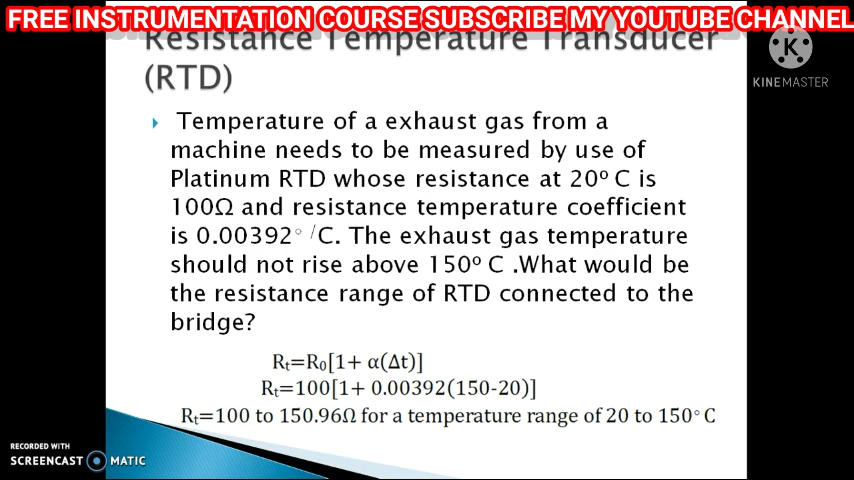 FREE INSTRUMENTATION COURSE SUBSCRIBE MY YOUTUBE CHANNEL
Resistance Temperature Transducer
(RTD)
KINEMASTER
Temperature of a exhaust gas from a
machine needs to be measured by use of
Platinum RTD whose resistance at 20º C is
100Ω and resistance temperature coefficient
is 0.00392° /C. The exhaust gas temperature
should not rise above 150º C .What would be
the resistance range of RTD connected to the
bridge?
Rt=R0[1+ α(Δt)]
Rt=100[1+ 0.00392(150-20)]
Rt=100 to 150.96Ω for a temperature range of 20 to 150°C
RECORDED WITH
SCREENCAST MATIC